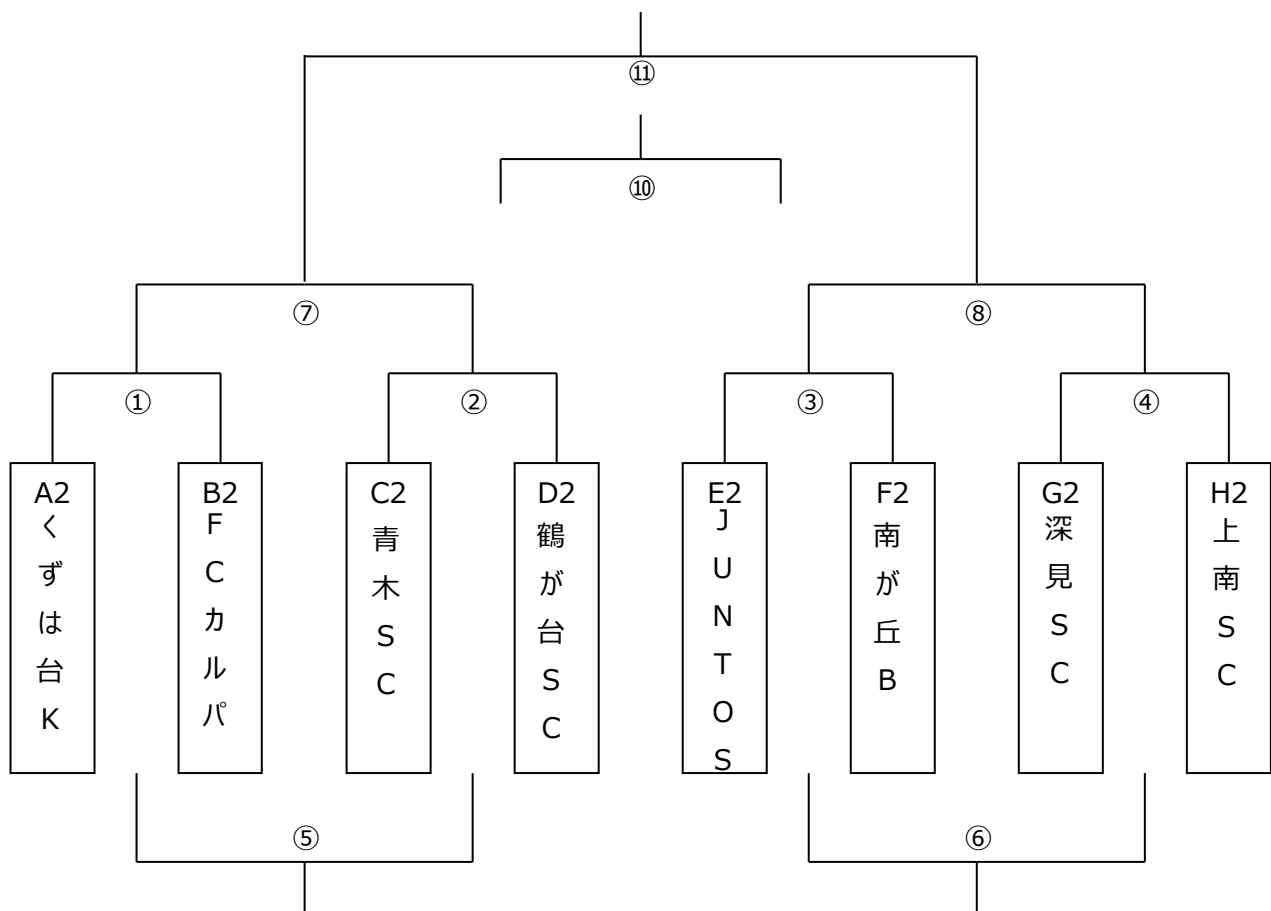 ⑪
⑩
⑦
⑧
①
②
③
④
A2
くずは台K
B2
FCカルパ
C2
青木SC
D2
鶴が台SC
E2
JUNTOS
F2
南が丘B
G2
深見SC
H2
上南SC
⑤
⑥